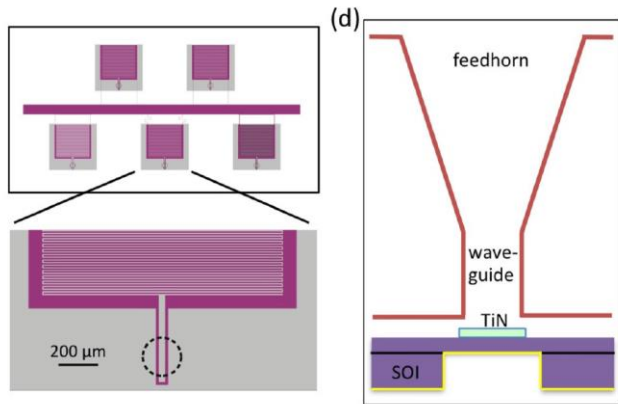 (d)
feedhorn
wave-
guide
TiN
SOI
200 μm